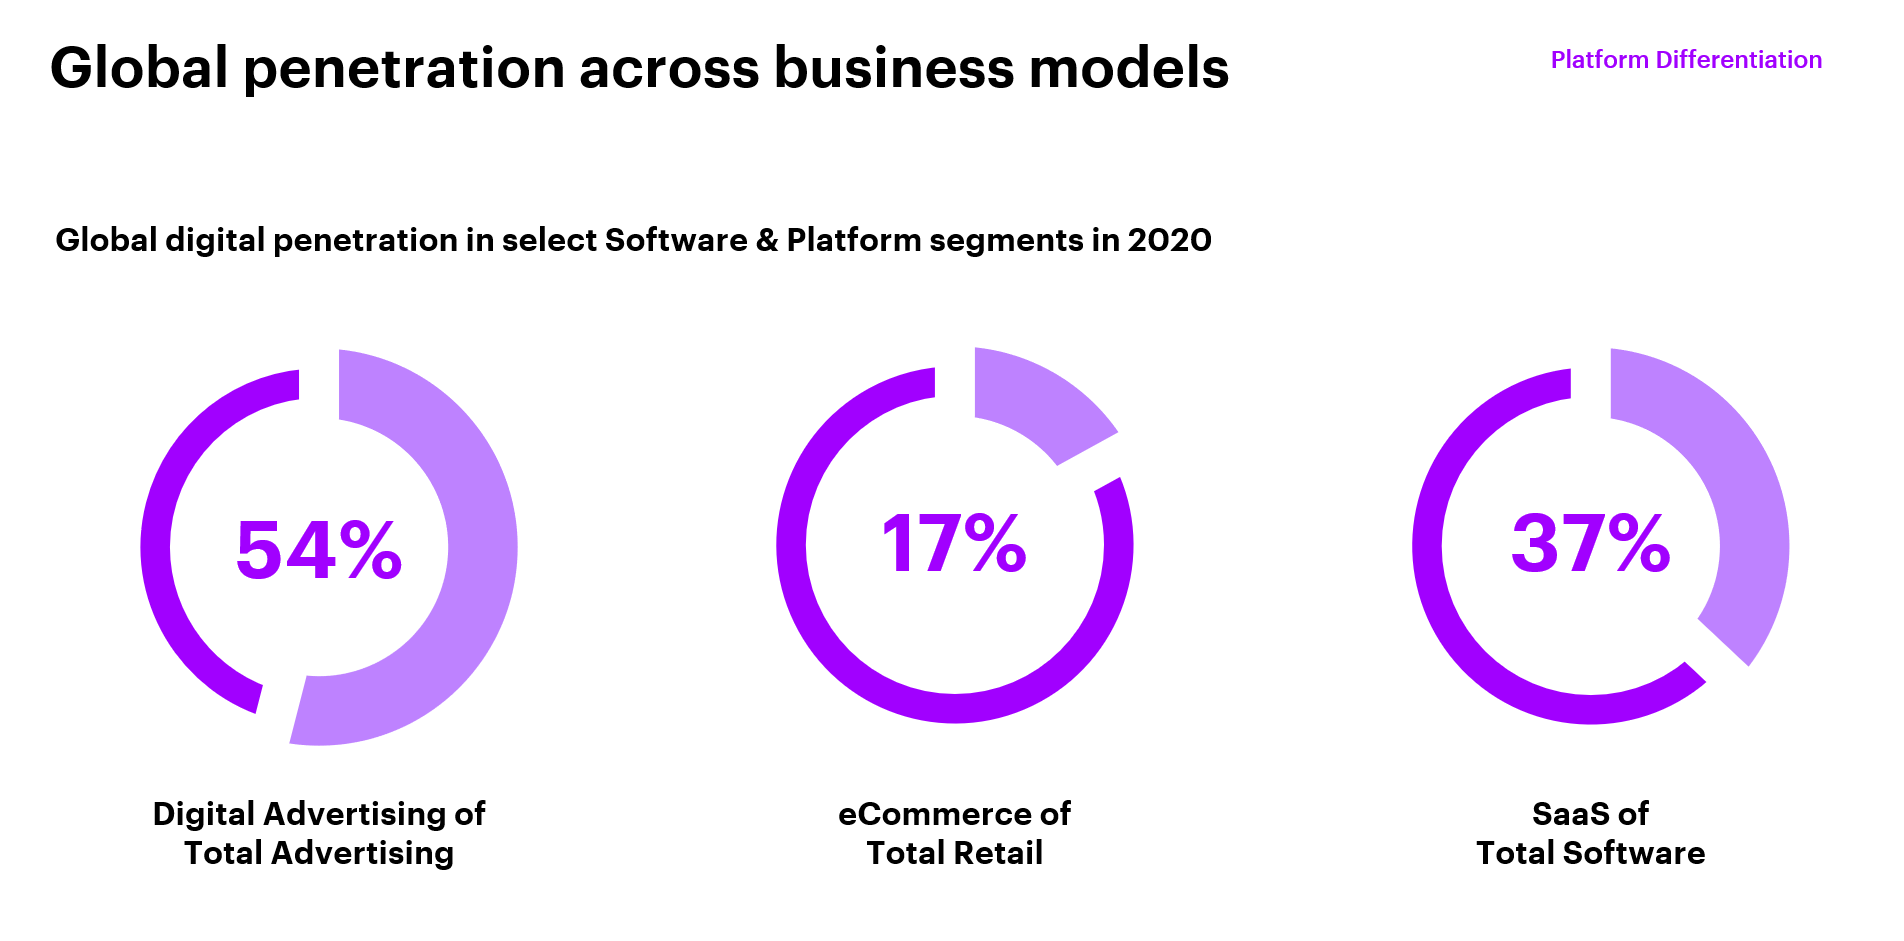 Global penetration across business models
Platform Differentiation
Global digital penetration in select Software & Platform segments in 2020
54%
17%
37%
Digital Advertising of
Total Advertising
eCommerce of
Total Retail
SaaS of
Total Software